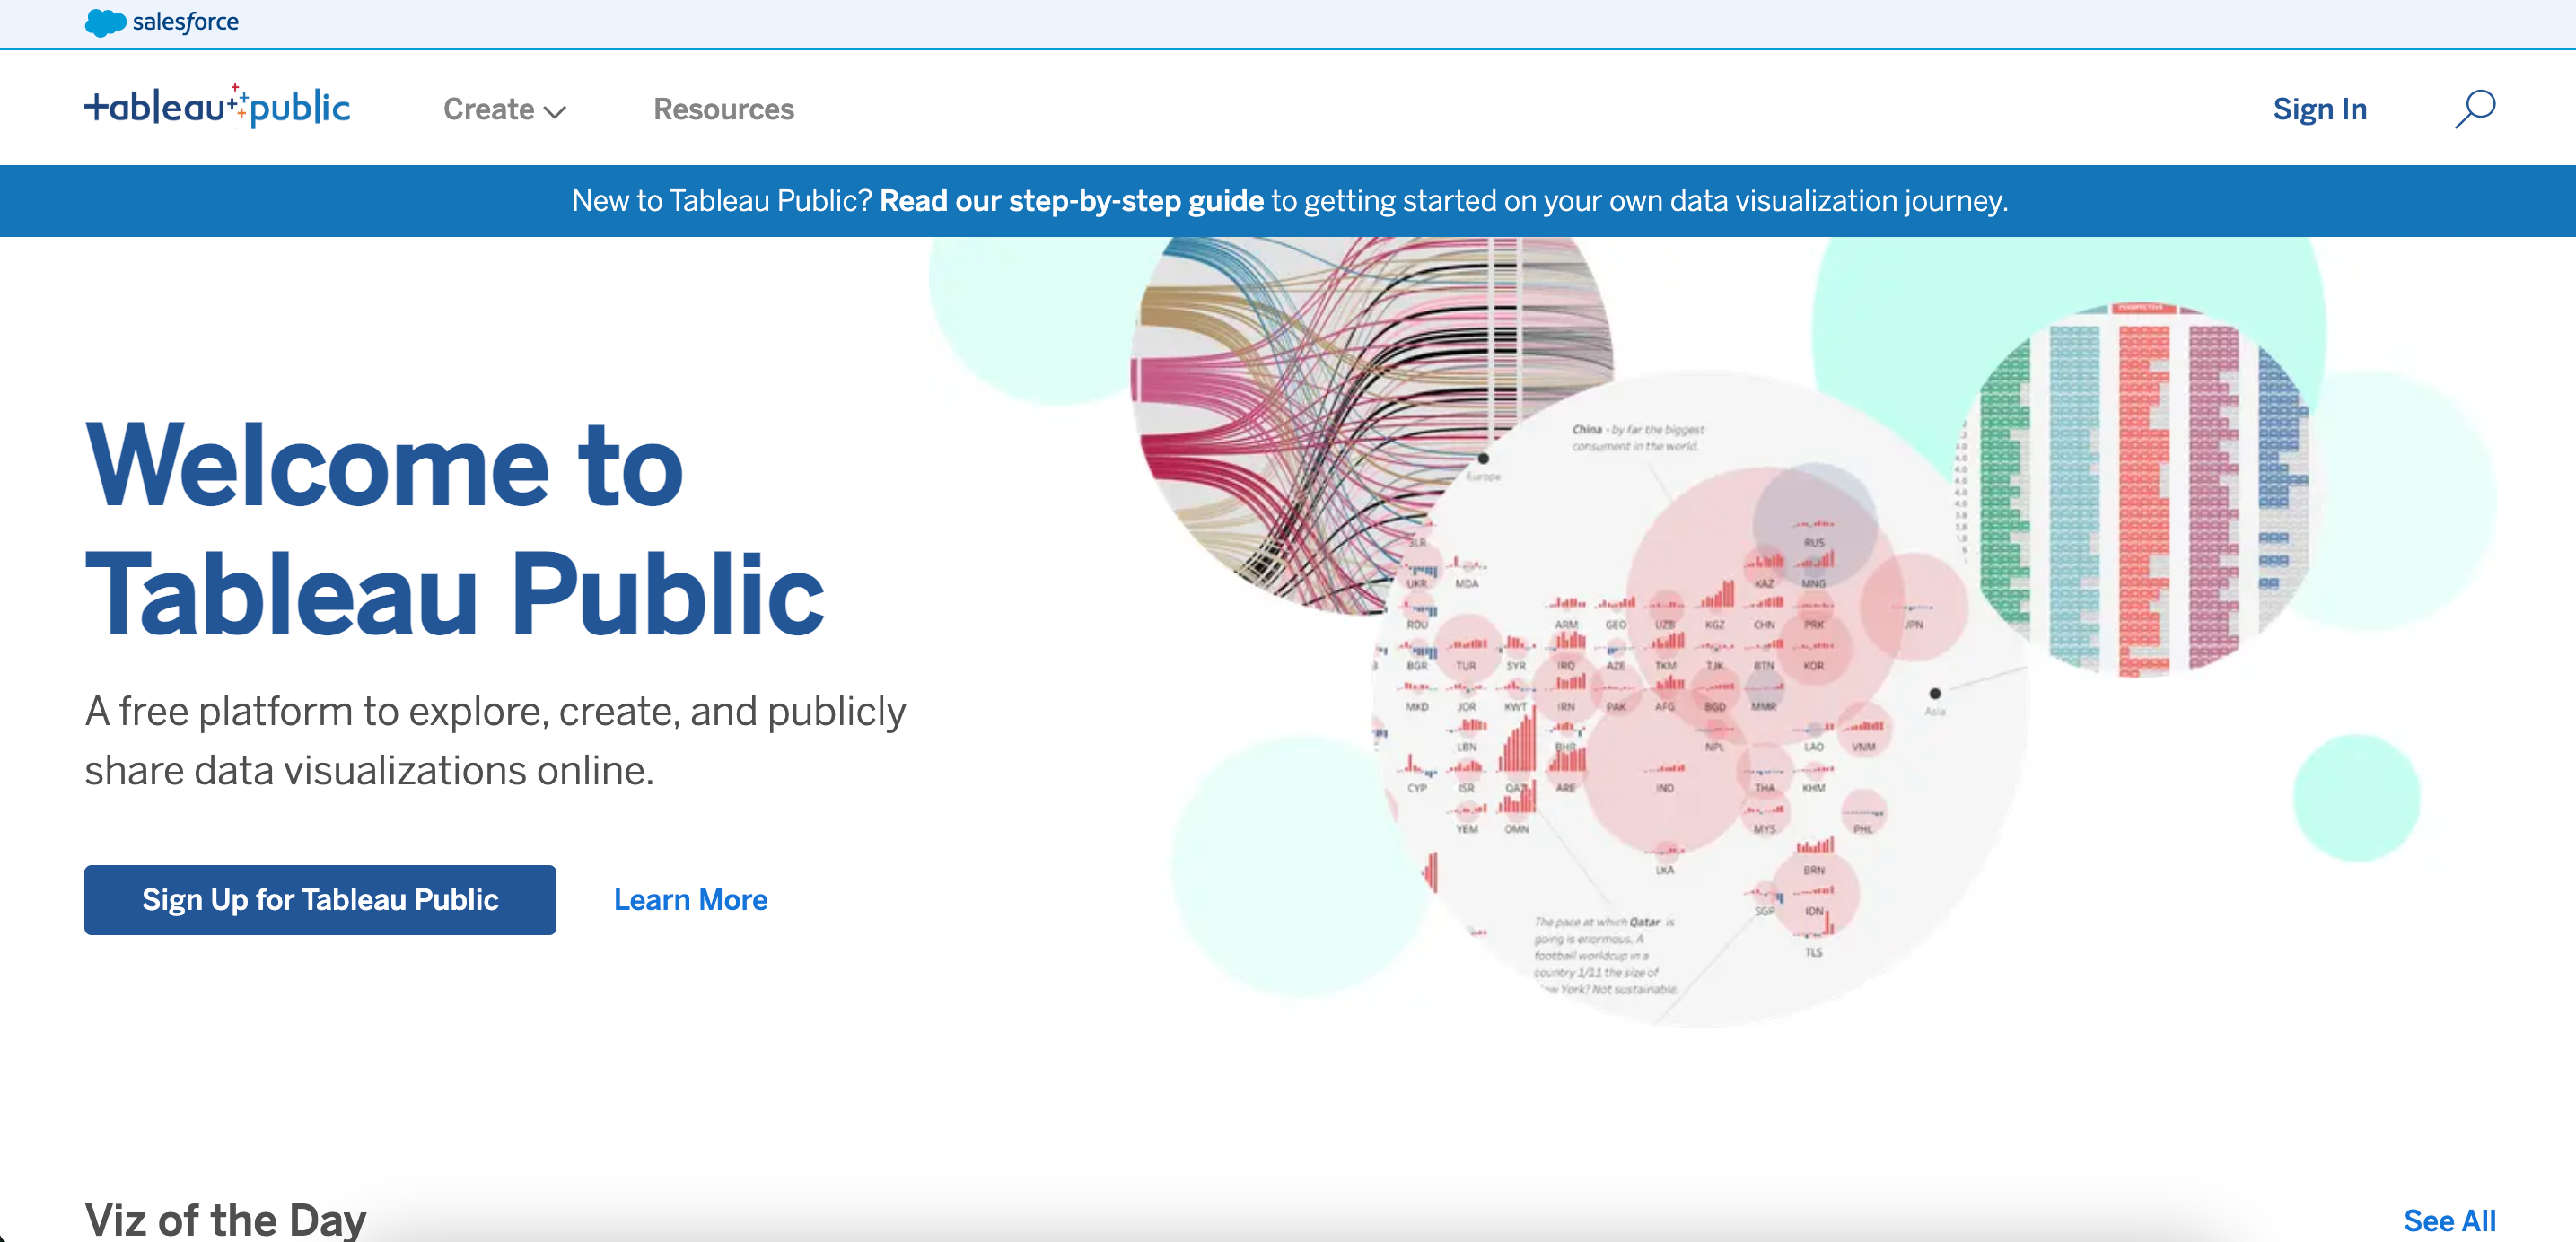 salesforce
tableau public
Create
Resources
Sign In
New to Tableau Public? Read our step-by-step guide to getting started on your own data visualization journey.
Welcome to
Tableau Public
A free platform to explore, create, and publicly
share data visualizations online.
Sign Up for Tableau Public
Learn More
PERSPECTIVE
China - by far the biggest
consument in the world.
Europe
RUS
UKR MDA KAZ MNG
ROU ARM GEO UZB KGZ CHN PRK JPN
BGR TUR SYR IRQ AZE TKM TJK BTN KOR
MKD JOR KWT IRN PAK AFG BGD MMR
Asia
LBN BHR NPL LAO VNM
CYP ISR QAT ARE IND THA KHM
YEM OMN MYS PHL
LKA BRN
SGP IDN
TLS
The pace at which Qatar is
going is enormous. A
football worldcup in a
country 1/11 the size of
York? Not sustainable.
Viz of the Day
See All